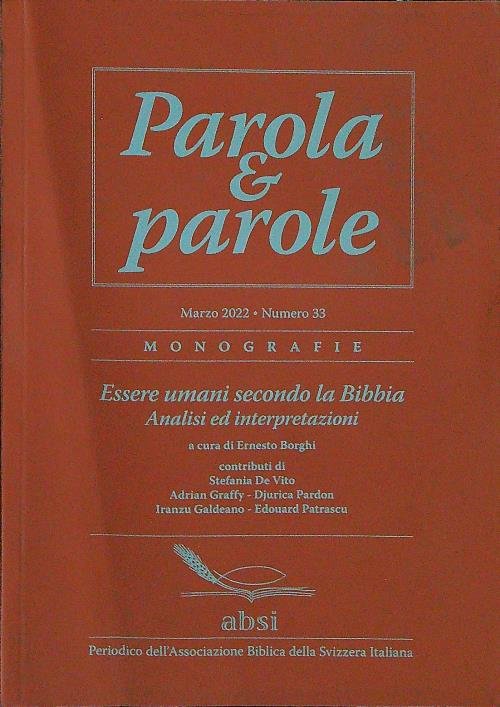 Parola
&
parole
Marzo 2022 • Numero 33
MONOGRAFIE
Essere umani secondo la Bibbia
Analisi ed interpretazioni
a cura di Ernesto Borghi
contributi di
Stefania De Vito
Adrian Graffy - Djurica Pardon
Iranzu Galdeano - Edouard Patrascu
absi
Periodico dell'Associazione Biblica della Svizzera Italiana